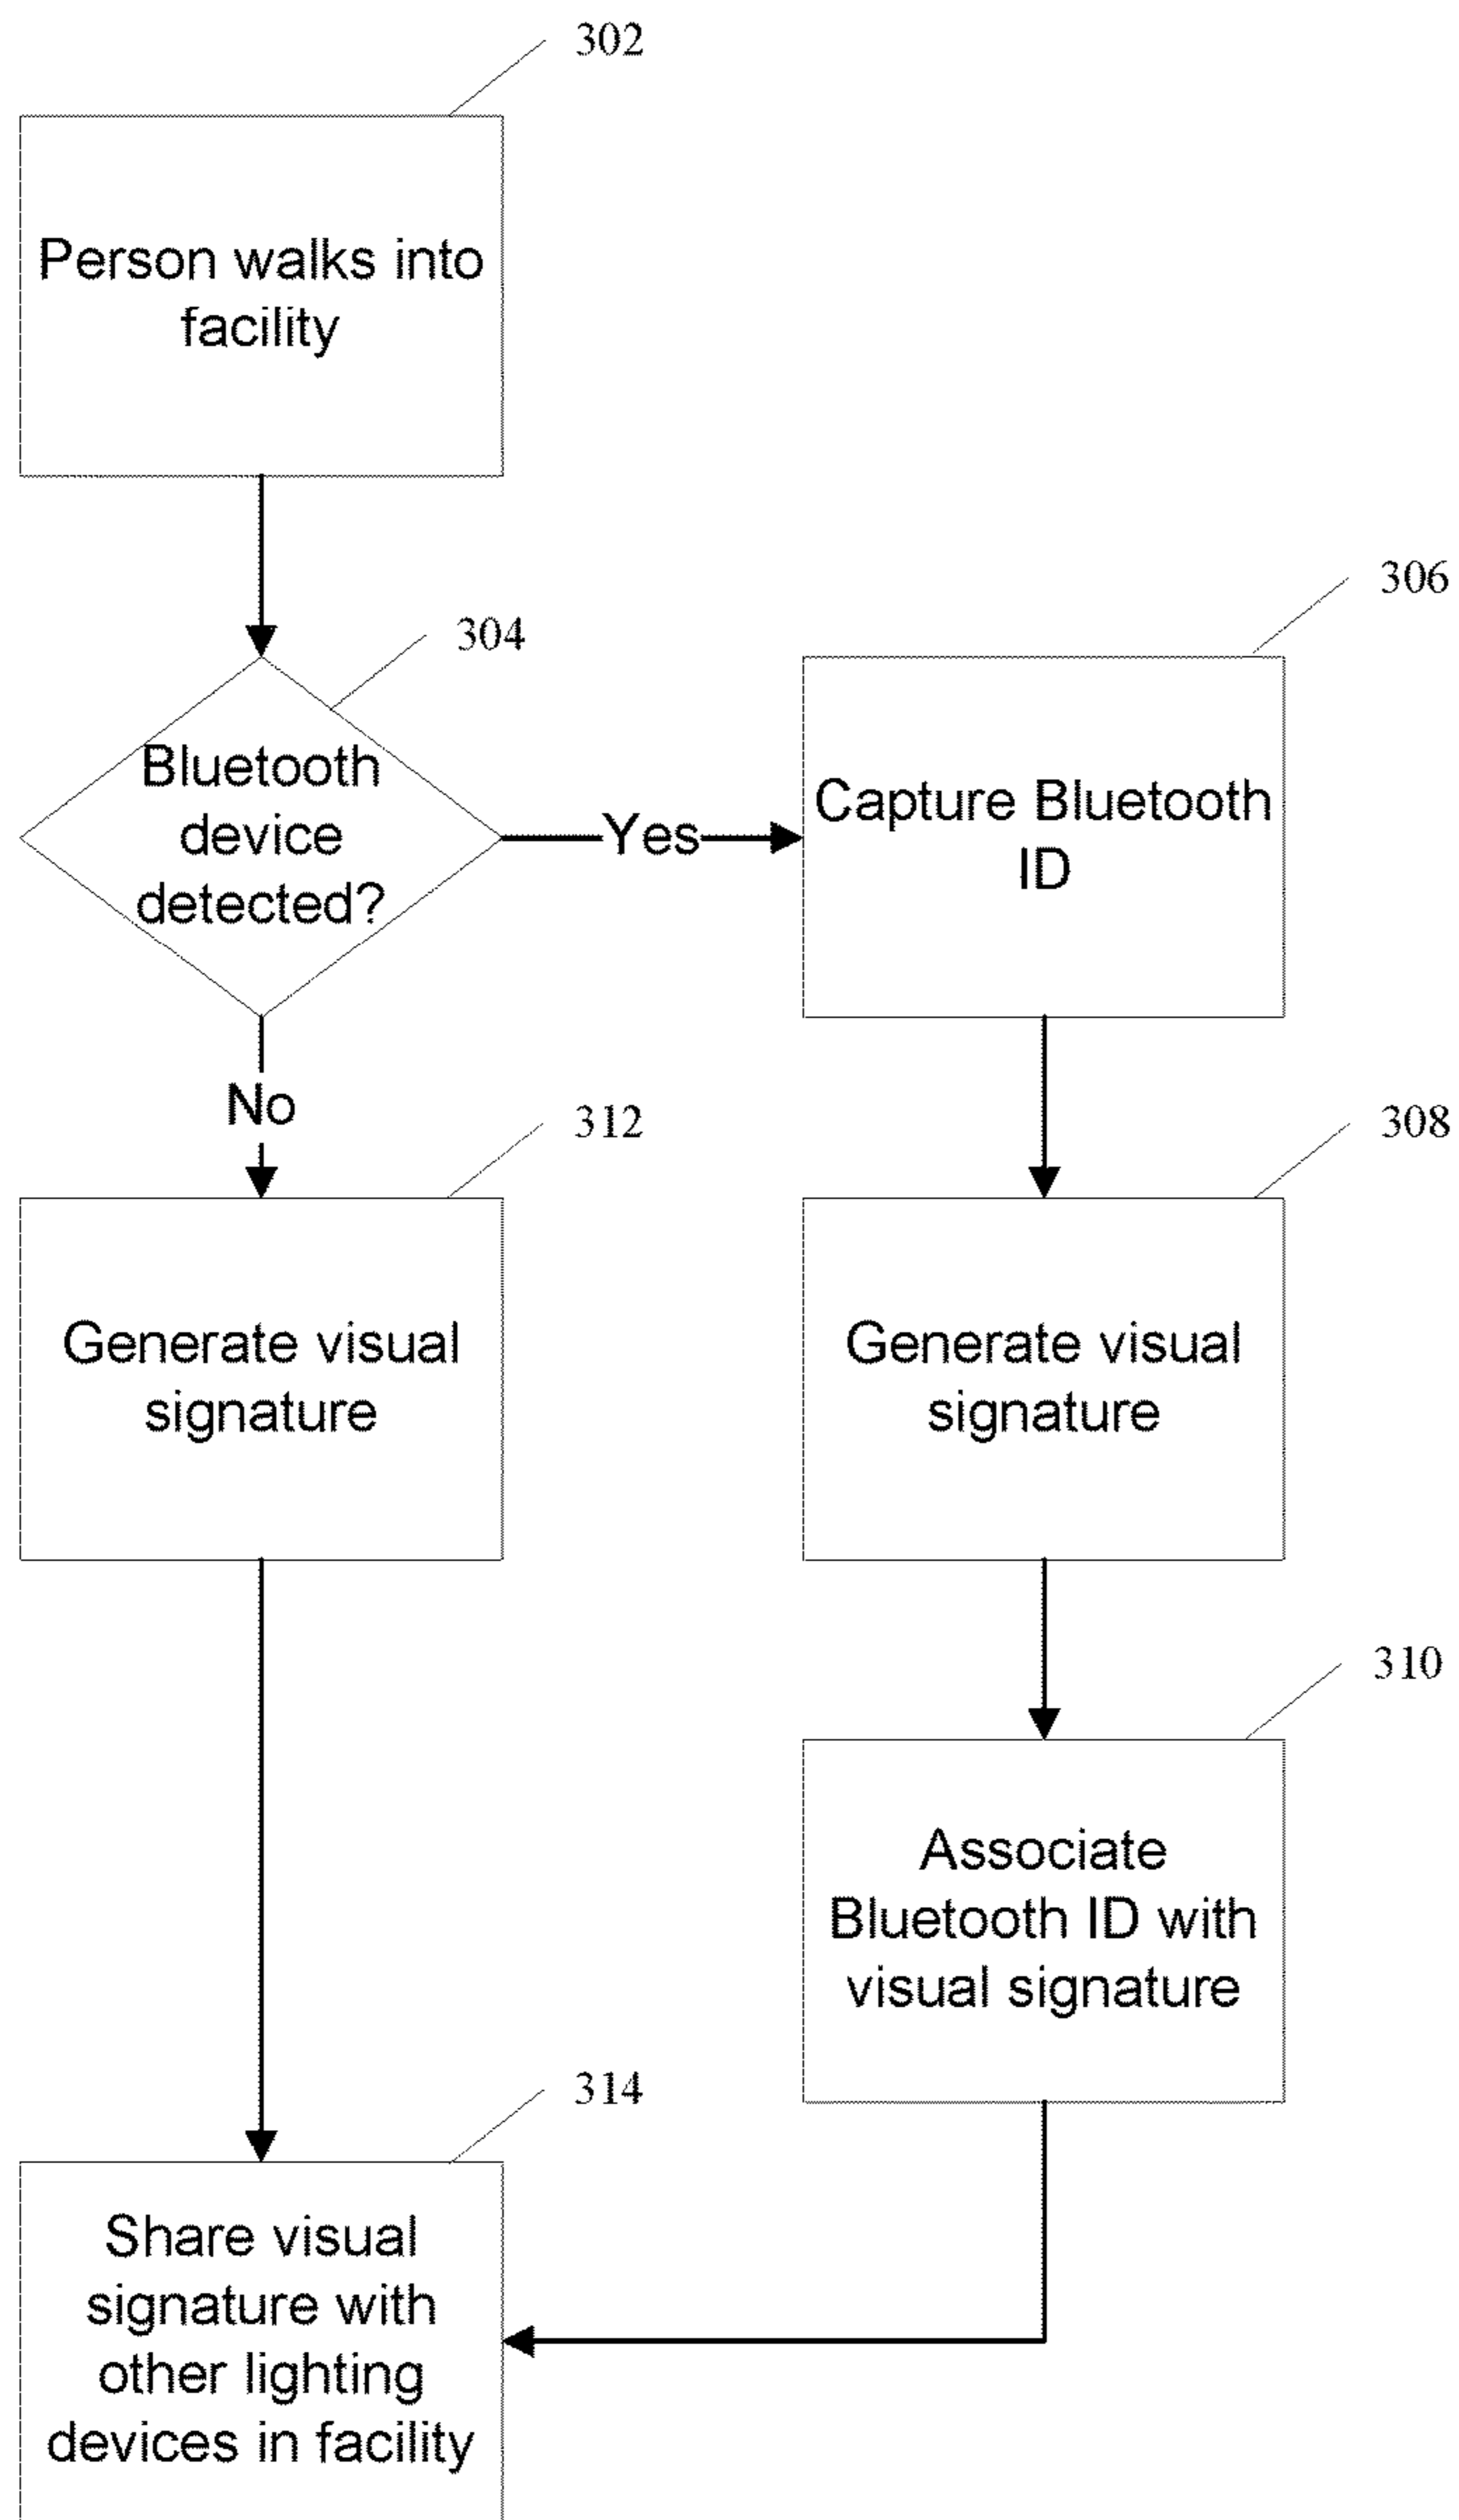 302
Person walks into
facility
304
Bluetooth
device
detected?
Yes
306
Capture Bluetooth
ID
No
312
Generate visual
signature
308
Generate visual
signature
310
Associate
Bluetooth ID with
visual signature
314
Share visual
signature with
other lighting
devices in facility